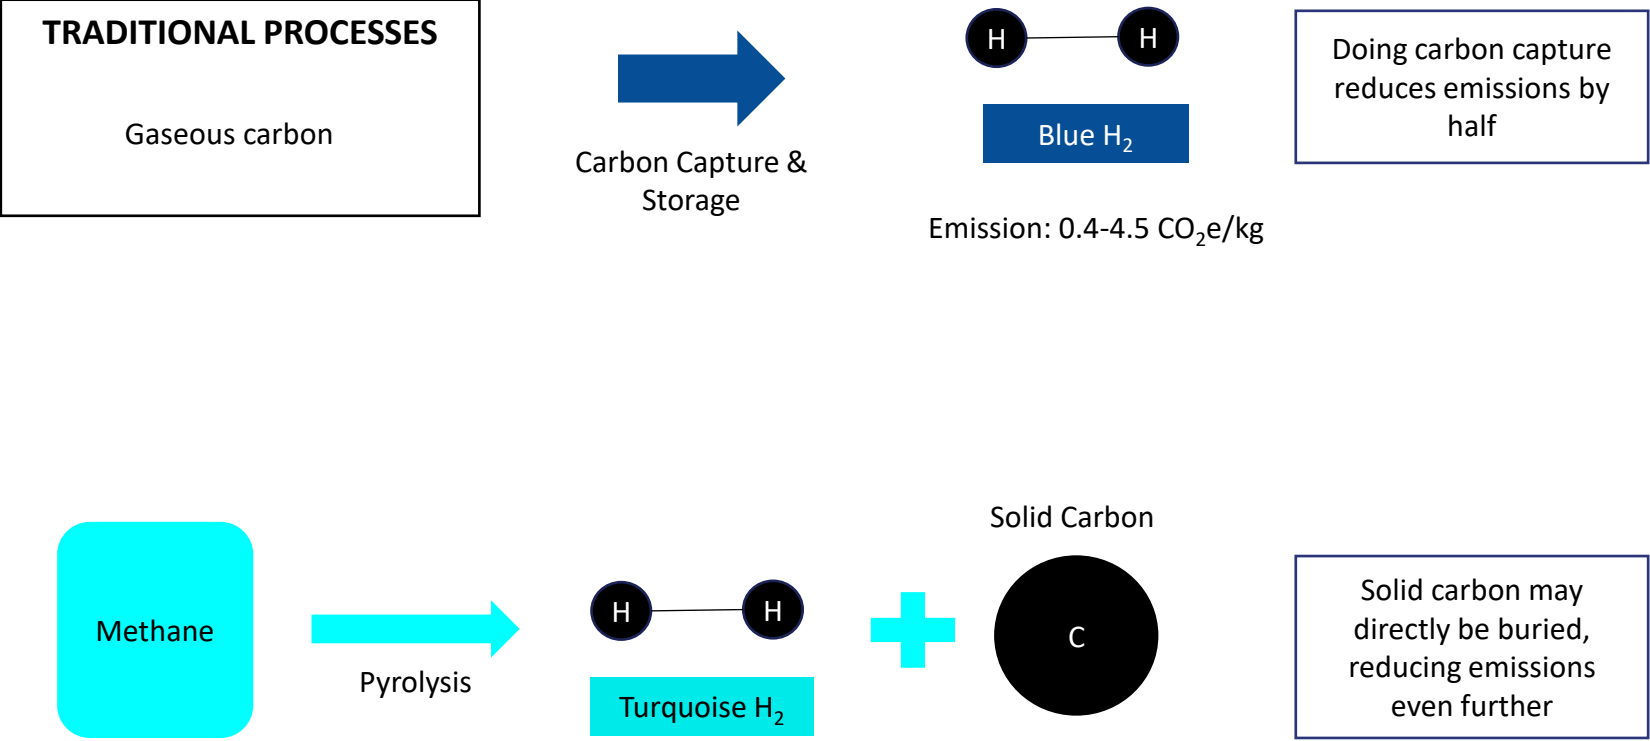 TRADITIONAL PROCESSES
Gaseous carbon
Carbon Capture &
Storage
H H
Blue H₂
Emission: 0.4-4.5 CO₂e/kg
Doing carbon capture
reduces emissions by
half
Methane
Pyrolysis
H H
Turquoise H₂
Solid Carbon
C
Solid carbon may
directly be buried,
reducing emissions
even further